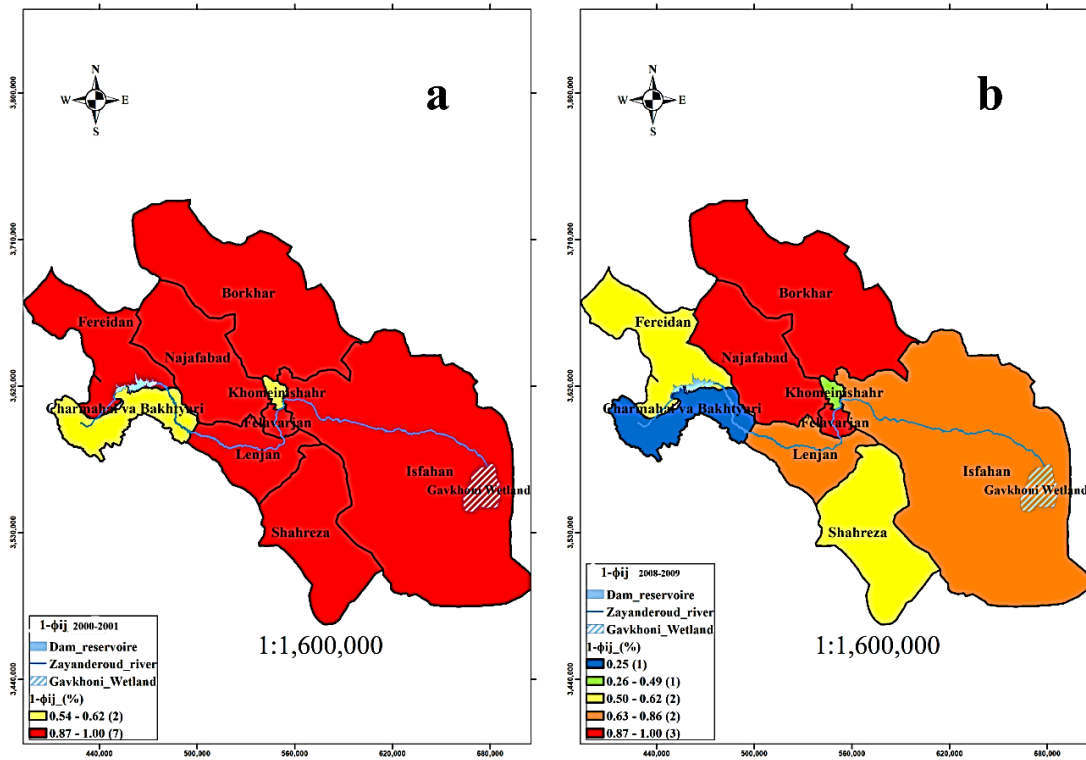 a
N
W E
S
3,800,000
3,710,000
3,620,000
3,530,000
3,440,000
Borkhar
Fereidan
Najafabad
Khomeinishahr
Charmahal va Bakhtyari
Felavarjan
Lenjan
Isfahan
Gavkhoni Wetland
Shahreza
1-ϕij 2000-2001
Dam_reservoire
Zayanderoud_river
Gavkhoni_Wetland
1-ϕij_(%)
0.54 - 0.62 (2)
0.87 - 1.00 (7)
1:1,600,000
440,000 500,000 560,000 620,000 680,000
b
N
W E
S
3,800,000
3,710,000
3,620,000
3,530,000
3,440,000
Borkhar
Fereidan
Najafabad
Khomeinishahr
Charmahal va Bakhtyari
Felavarjan
Lenjan
Isfahan
Gavkhoni Wetland
Shahreza
1-ϕij 2008-2009
Dam_reservoire
Zayanderoud_river
Gavkhoni_Wetland
1-ϕij_(%)
0.25 (1)
0.26 - 0.49 (1)
0.50 - 0.62 (2)
0.63 - 0.86 (2)
0.87 - 1.00 (3)
1:1,600,000
440,000 500,000 560,000 620,000 680,000